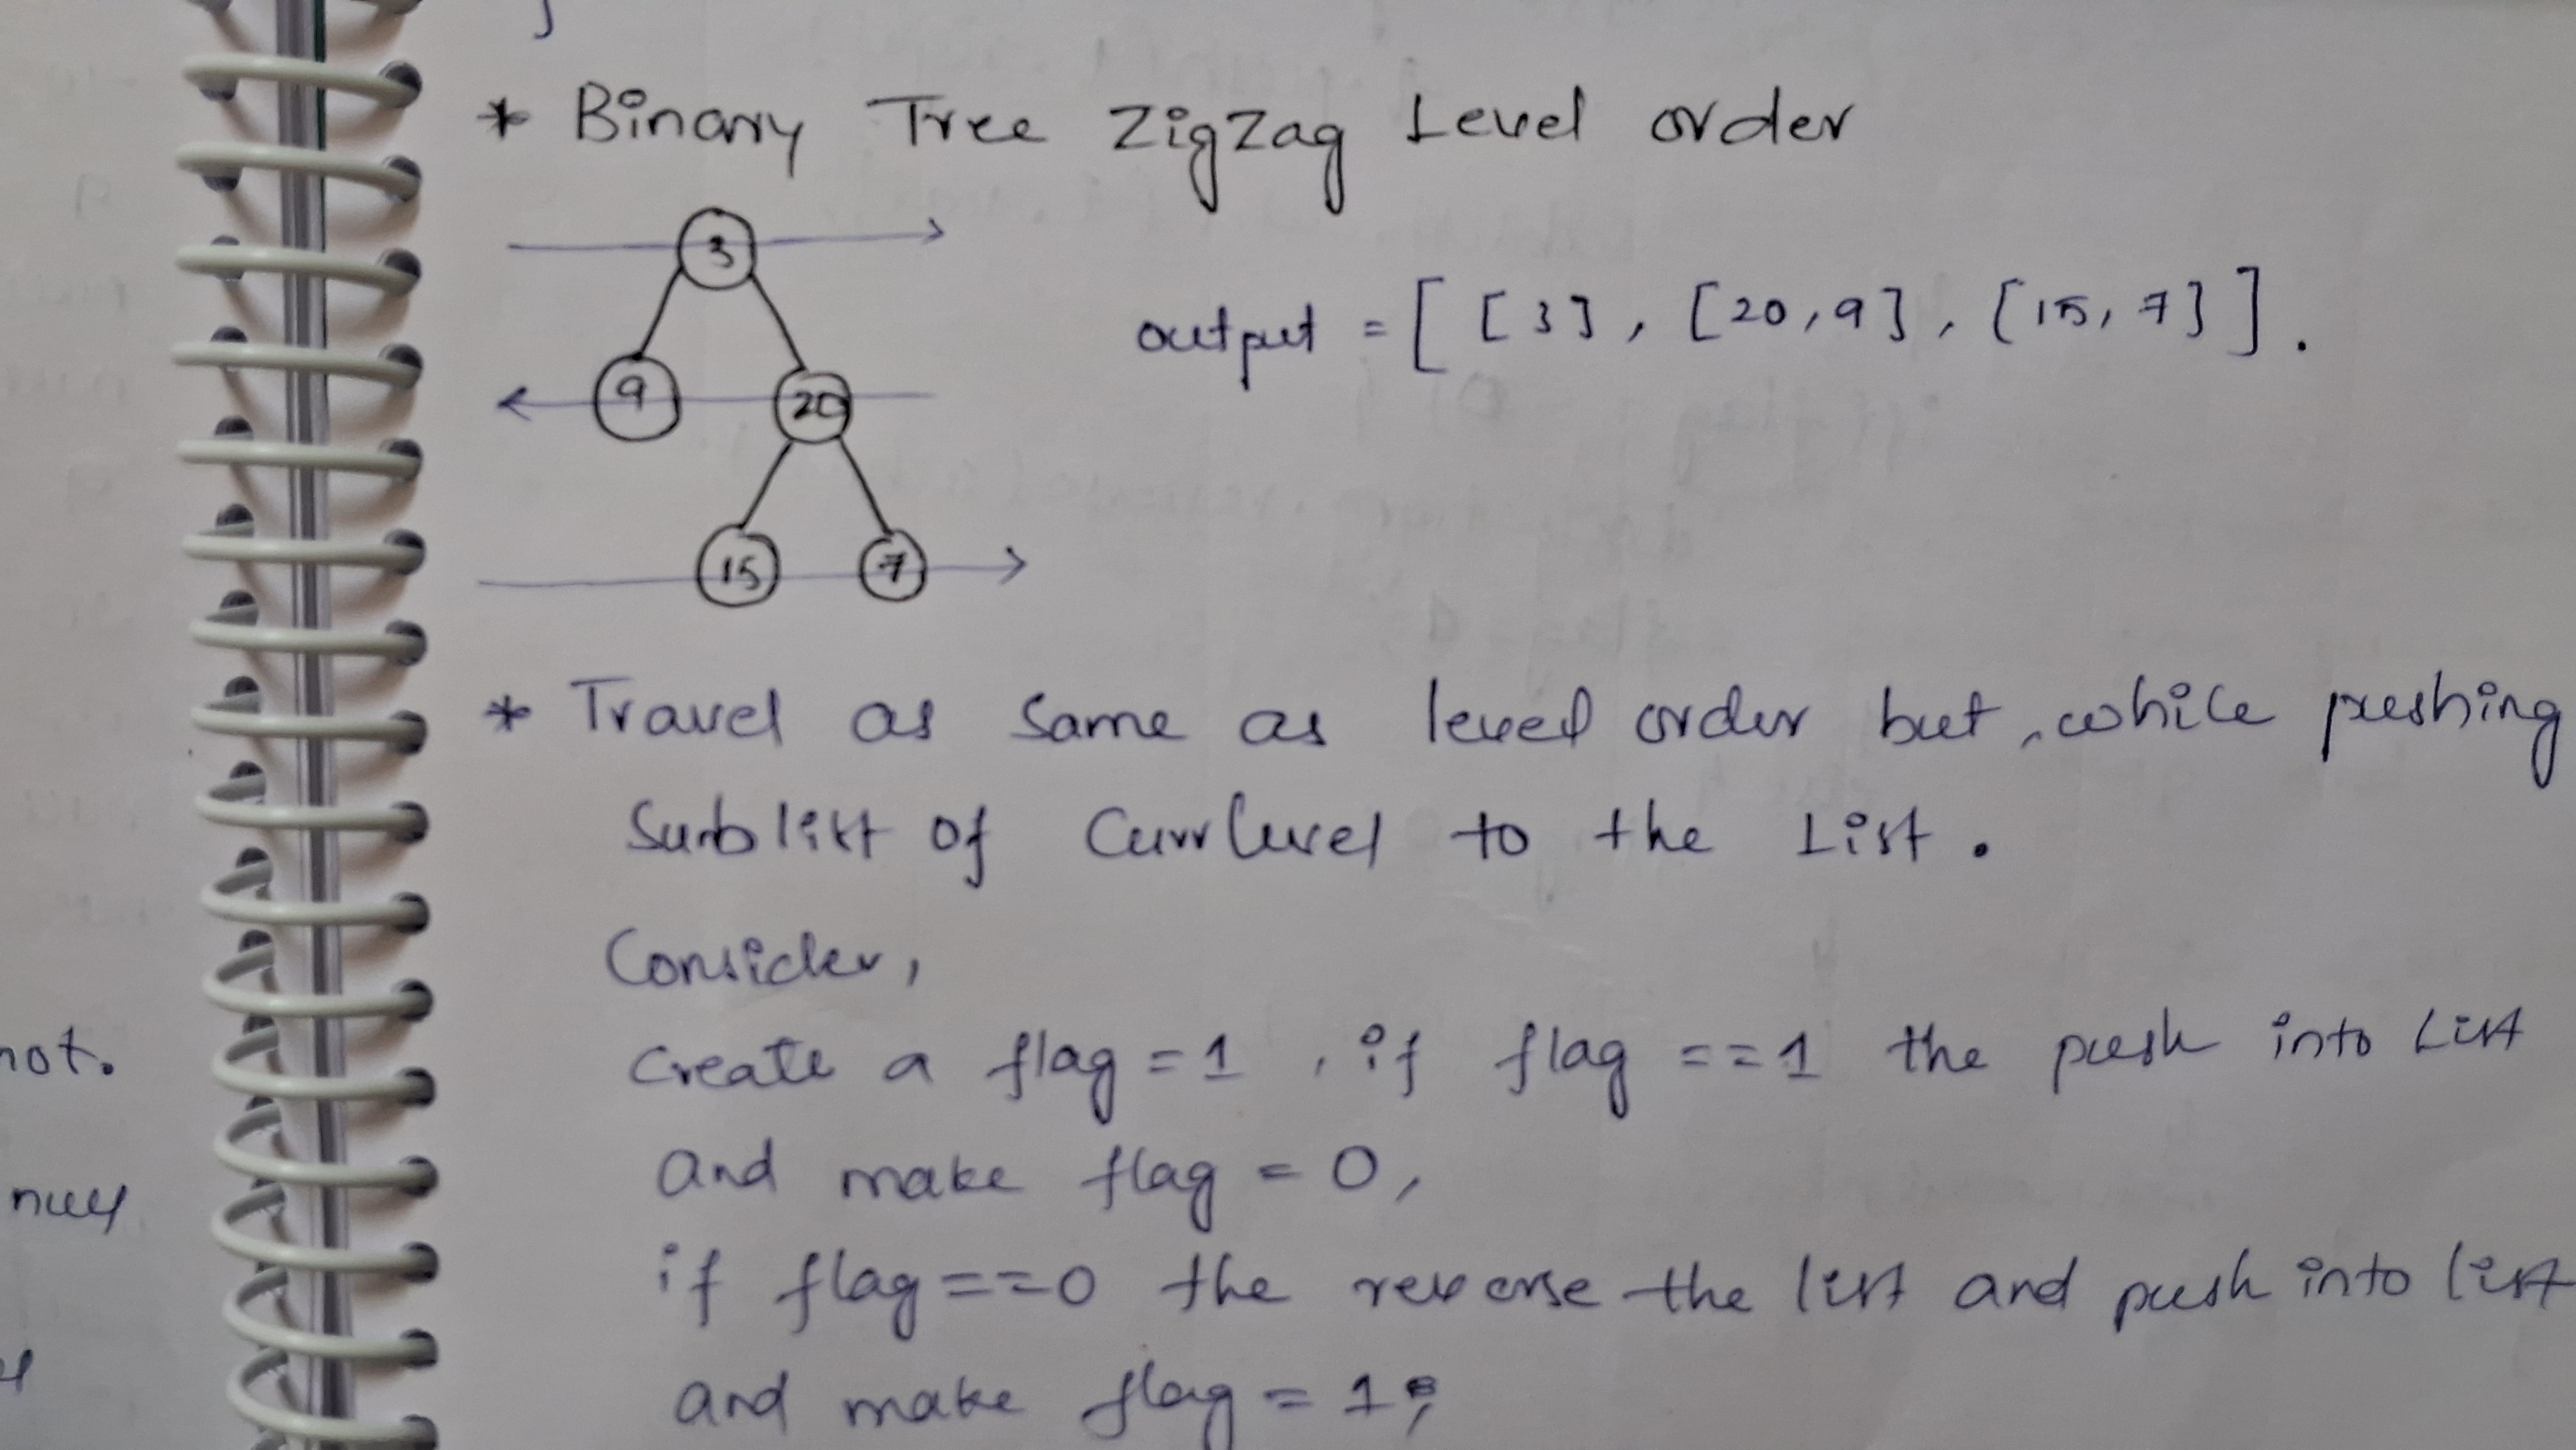 not.
nuly
* Binary Tree ZigZag Level order
3
9
20
15
7
output = [ [ 3 ] , [ 20 , 9 ] , [ 15 , 7 ] ] .
* Travel as same as level order but , while pushing
Sublist of CurrLevel to the List .
Consider,
Create a flag = 1 , if flag == 1 the push into List
and make flag = 0 ,
if flag == 0 the reverse the list and push into list
and make flag = 1 ;